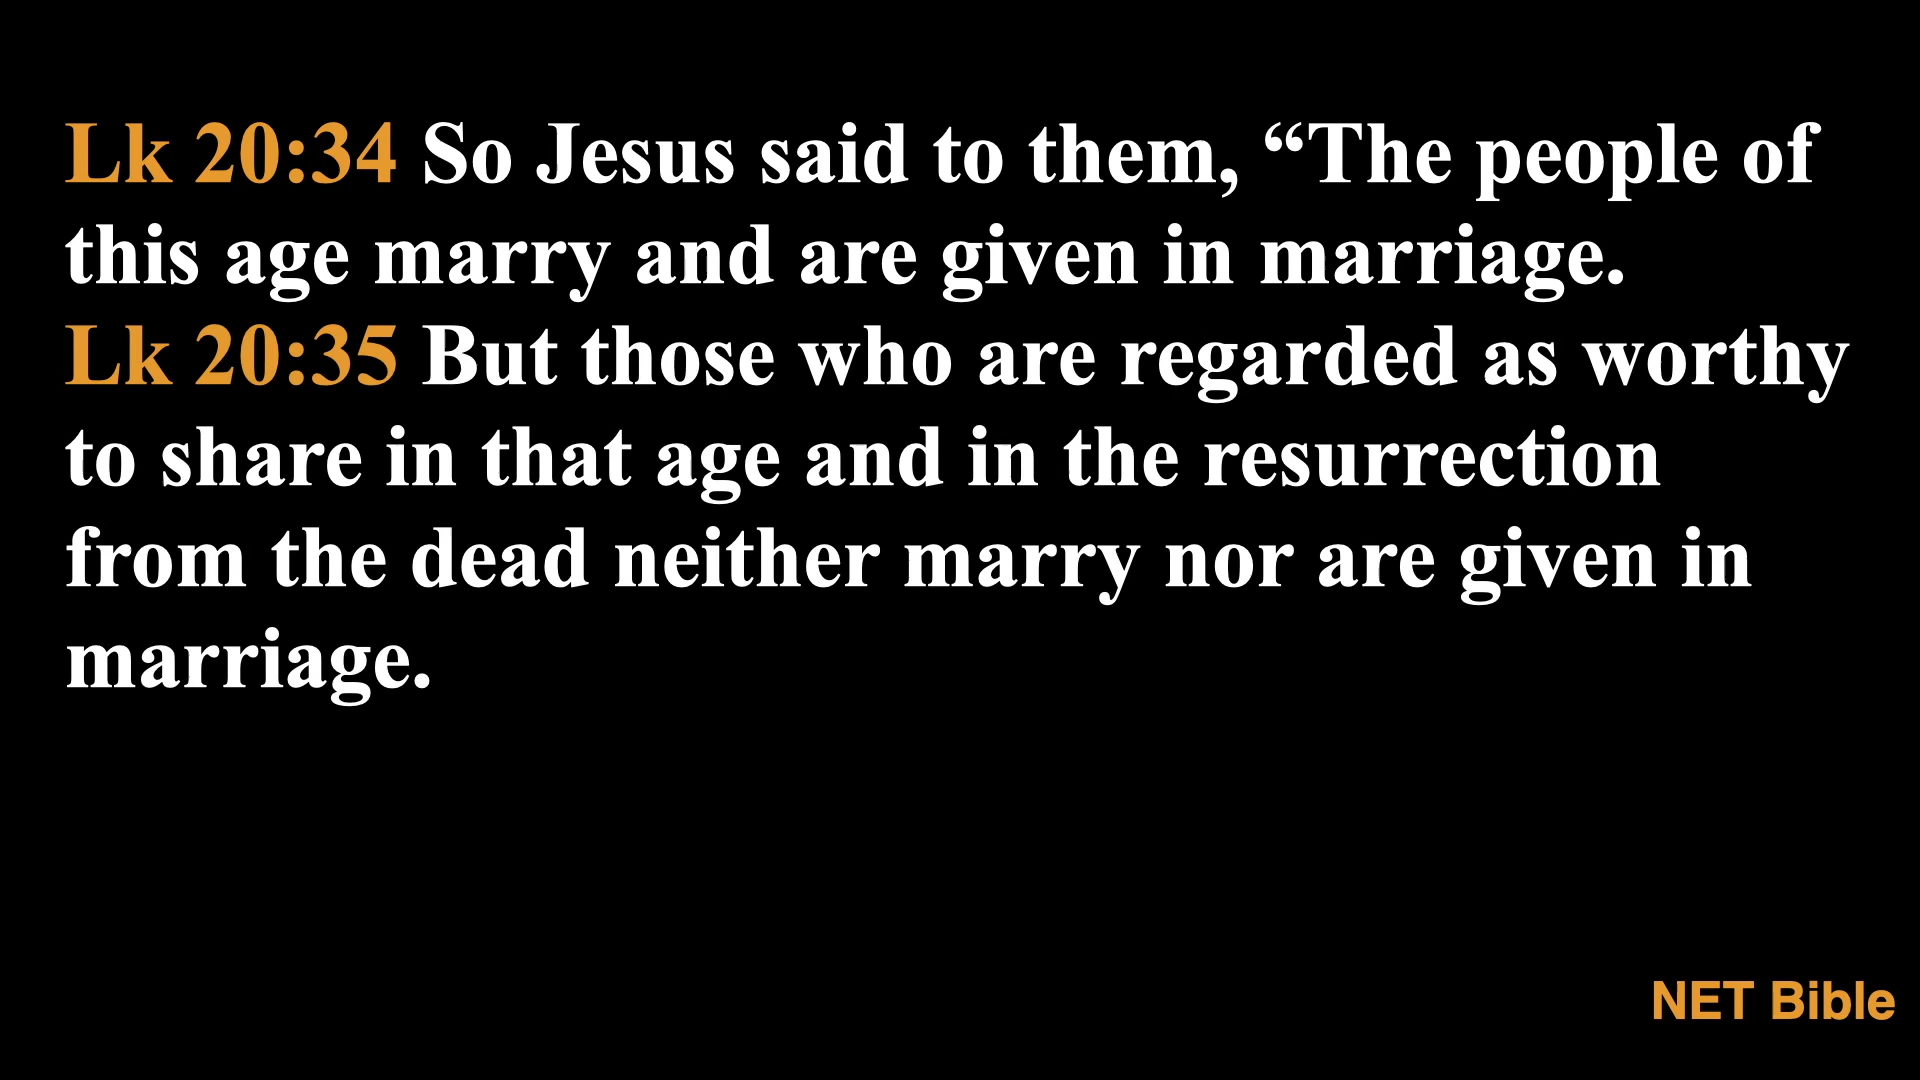 Lk 20:34 So Jesus said to them, “The people of
this age marry and are given in marriage.
Lk 20:35 But those who are regarded as worthy
to share in that age and in the resurrection
from the dead neither marry nor are given in
marriage.
NET Bible